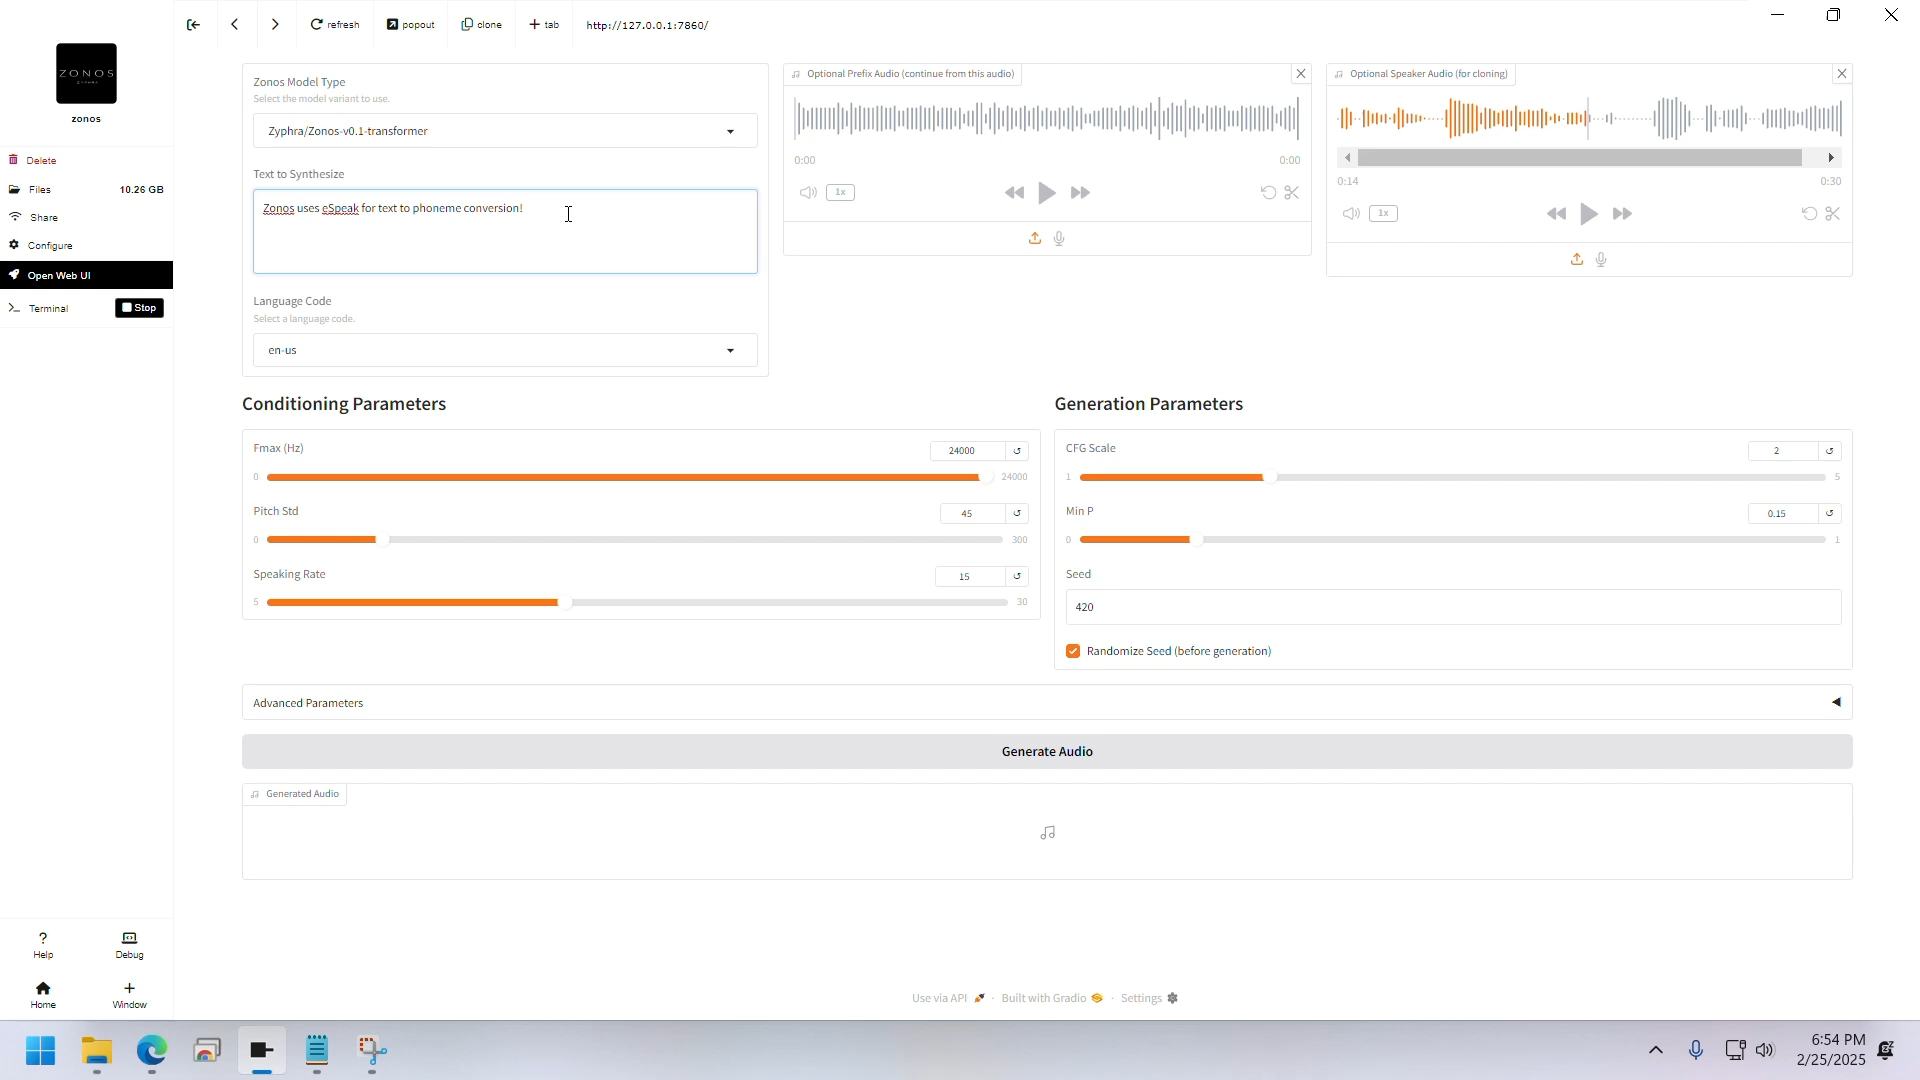 refresh
popout
clone
tab
http://127.0.0.1:7860/
ZONOS
ZYPHRA
zonos
Delete
Files 10.26 GB
Share
Configure
Open Web UI
Terminal Stop
Help
Debug
Home
Window
Zonos Model Type
Select the model variant to use.
Zyphra/Zonos-v0.1-transformer
Text to Synthesize
Zonos uses eSpeak for text to phoneme conversion!
Language Code
Select a language code.
en-us
Optional Prefix Audio (continue from this audio)
0:00 0:00
1x
Optional Speaker Audio (for cloning)
0:14 0:30
1x
Conditioning Parameters
Fmax (Hz) 24000
0 24000
Pitch Std 45
0 300
Speaking Rate 15
5 30
Generation Parameters
CFG Scale 2
1 5
Min P 0.15
0 1
Seed
420
Randomize Seed (before generation)
Advanced Parameters
Generate Audio
Generated Audio
Use via API · Built with Gradio · Settings
6:54 PM
2/25/2025